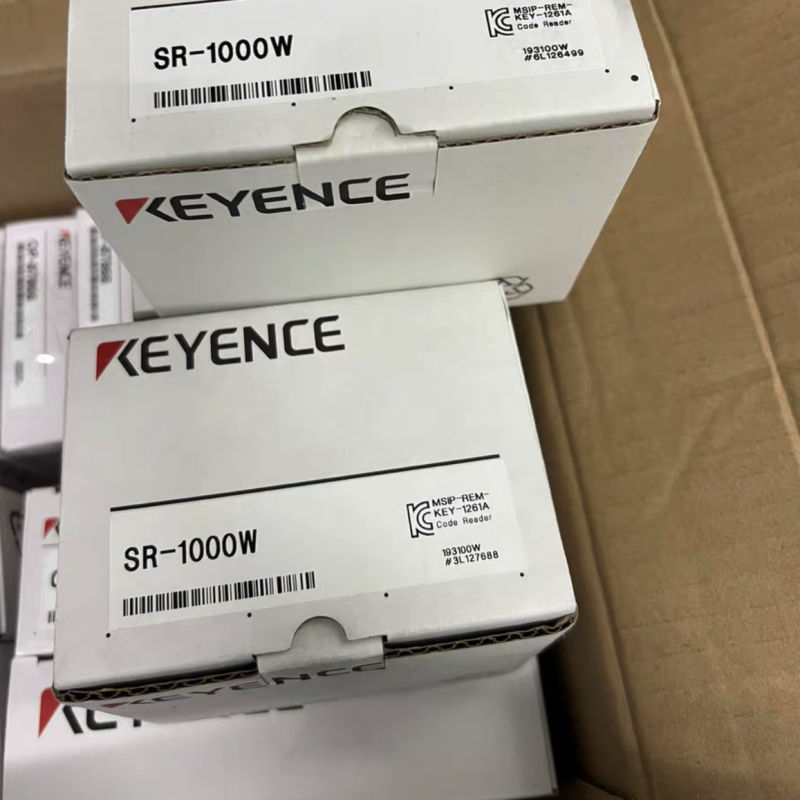 MSIP-REM-
KEY-1261A
Code Reader
SR-1000W
193100W
#6L126499
KEYENCE
KEYENCE
KEYENCE
MSIP-REM-
KEY-1261A
Code Reader
SR-1000W
193100W
#3L127688
KEYENCE